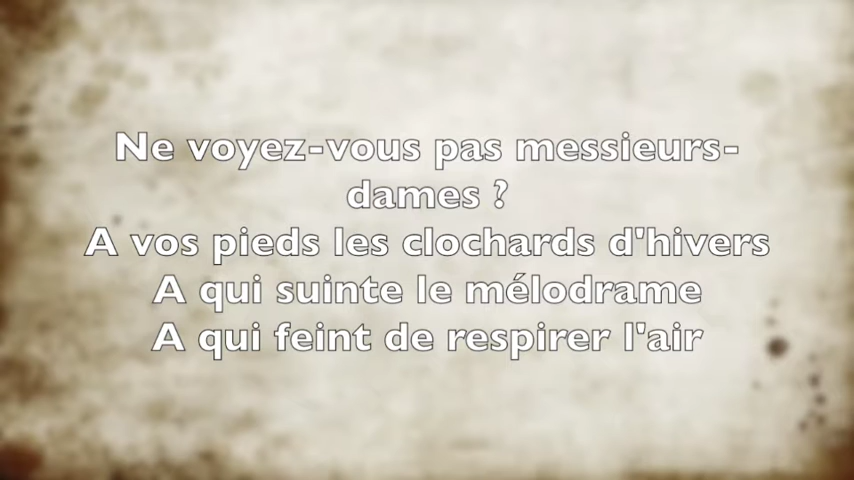 Ne voyez-vous pas messieurs-
dames ?
A vos pieds les clochards d'hivers
A qui suinte le mélodrame
A qui feint de respirer l'air